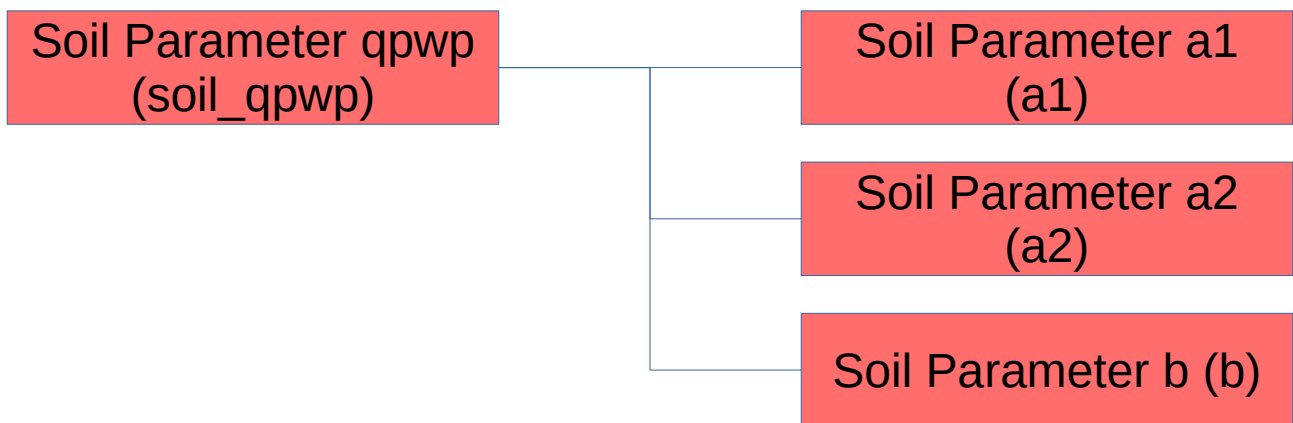 Soil Parameter qpwp
(soil_qpwp)
Soil Parameter a1
(a1)
Soil Parameter a2
(a2)
Soil Parameter b (b)